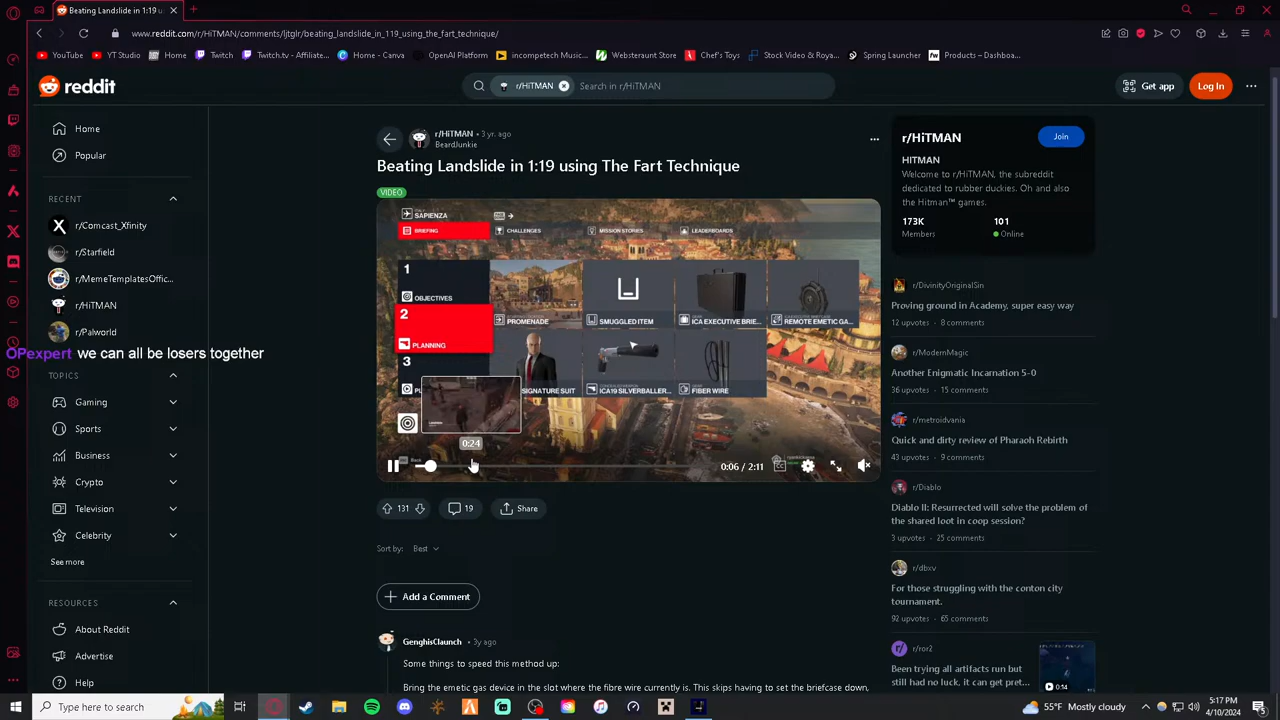 Beating Landslide in 1:19 u
www.reddit.com/r/HiTMAN/comments/ljtglr/beating_landslide_in_119_using_the_fart_technique/
YouTube YT Studio Home Twitch Twitch.tv - Affiliate... Home - Canva OpenAI Platform incompetech Music... Websteraunt Store Chef's Toys Stock Video & Roya... Spring Launcher Products – Downloa...
reddit
r/HiTMAN Search in r/HiTMAN
Get app
Log In
Home
Popular
RECENT
r/Comcast_Xfinity
r/Starfield
r/MemeTemplatesOffic...
r/HiTMAN
r/Palworld
OPexpert we can all be losers together
TOPICS
Gaming
Sports
Business
Crypto
Television
Celebrity
See more
RESOURCES
About Reddit
Advertise
Help
r/HiTMAN • 3 yr. ago
BeardJunkie
Beating Landslide in 1:19 using The Fart Technique
VIDEO
SAPIENZA
BRIEFING CHALLENGES MISSION STORIES LEADERBOARDS
1
OBJECTIVES
2
PLANNING
3
PROMENADE
SMUGGLED ITEM
ICA EXECUTIVE BRIE...
REMOTE EMETIC GA...
SIGNATURE SUIT
ICA19 SILVERBALLER...
FIBER WIRE
0:24
0:06 / 2:11
131
19
Share
Sort by: Best
Add a Comment
GenghisClaunch • 3y ago
Some things to speed this method up:
Bring the emetic gas device in the slot where the fibre wire currently is. This skips having to set the briefcase down,
r/HiTMAN
Join
HITMAN
Welcome to r/HiTMAN, the subreddit
dedicated to rubber duckies. Oh and also
the Hitman™ games.
173K
Members
101
Online
r/DivinityOriginalSin
Proving ground in Academy, super easy way
12 upvotes · 8 comments
r/ModernMagic
Another Enigmatic Incarnation 5-0
36 upvotes · 15 comments
r/metroidvania
Quick and dirty review of Pharaoh Rebirth
43 upvotes · 9 comments
r/Diablo
Diablo II: Resurrected will solve the problem of
the shared loot in coop session?
3 upvotes · 25 comments
r/dbxv
For those struggling with the conton city
tournament.
92 upvotes · 65 comments
r/ror2
Been trying all artifacts run but
still had no luck, it can get pret...
0:14
Type here to search
55°F Mostly cloudy
5:17 PM
4/10/2024